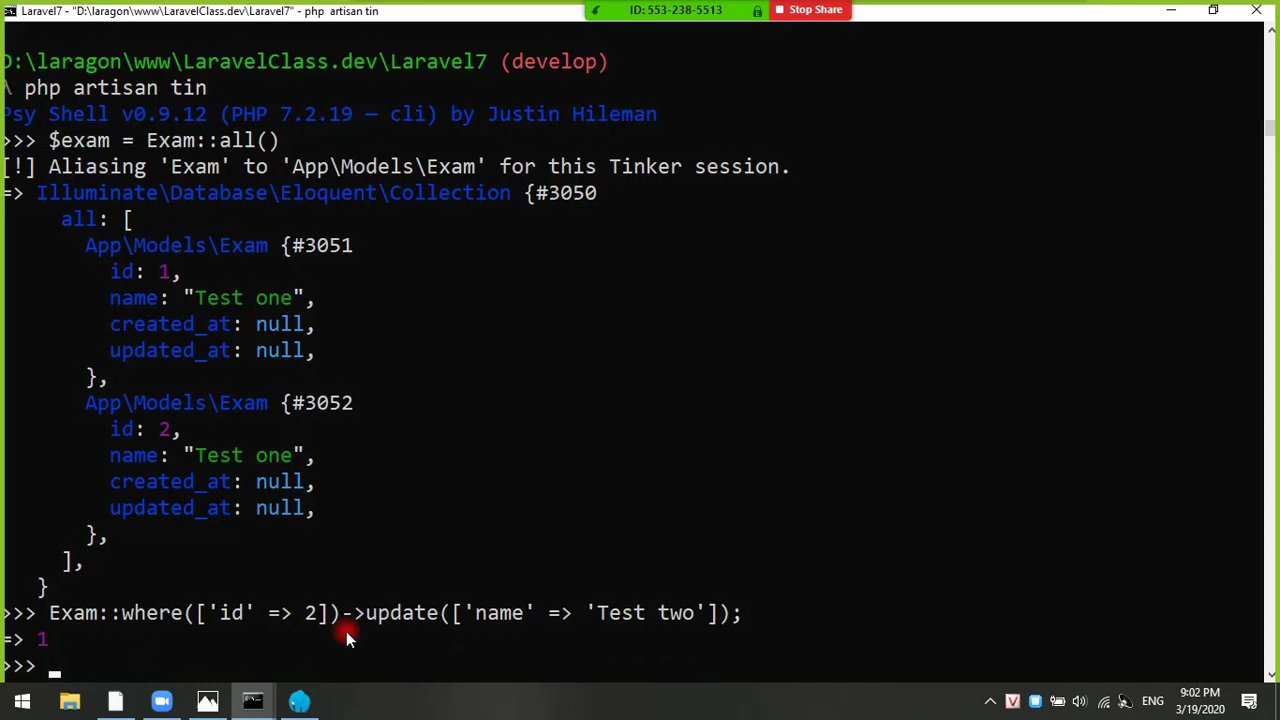 Laravel7 - "D:\laragon\www\LaravelClass.dev\Laravel7" - php artisan tin
ID: 553-238-5513
Stop Share
D:\laragon\www\LaravelClass.dev\Laravel7 (develop)
λ php artisan tin
Psy Shell v0.9.12 (PHP 7.2.19 — cli) by Justin Hileman
>>> $exam = Exam::all()
[!] Aliasing 'Exam' to 'App\Models\Exam' for this Tinker session.
=> Illuminate\Database\Eloquent\Collection {#3050
all: [
App\Models\Exam {#3051
id: 1,
name: "Test one",
created_at: null,
updated_at: null,
},
App\Models\Exam {#3052
id: 2,
name: "Test one",
created_at: null,
updated_at: null,
},
],
}
>>> Exam::where(['id' => 2])->update(['name' => 'Test two']);
=> 1
>>>
ENG
9:02 PM
3/19/2020